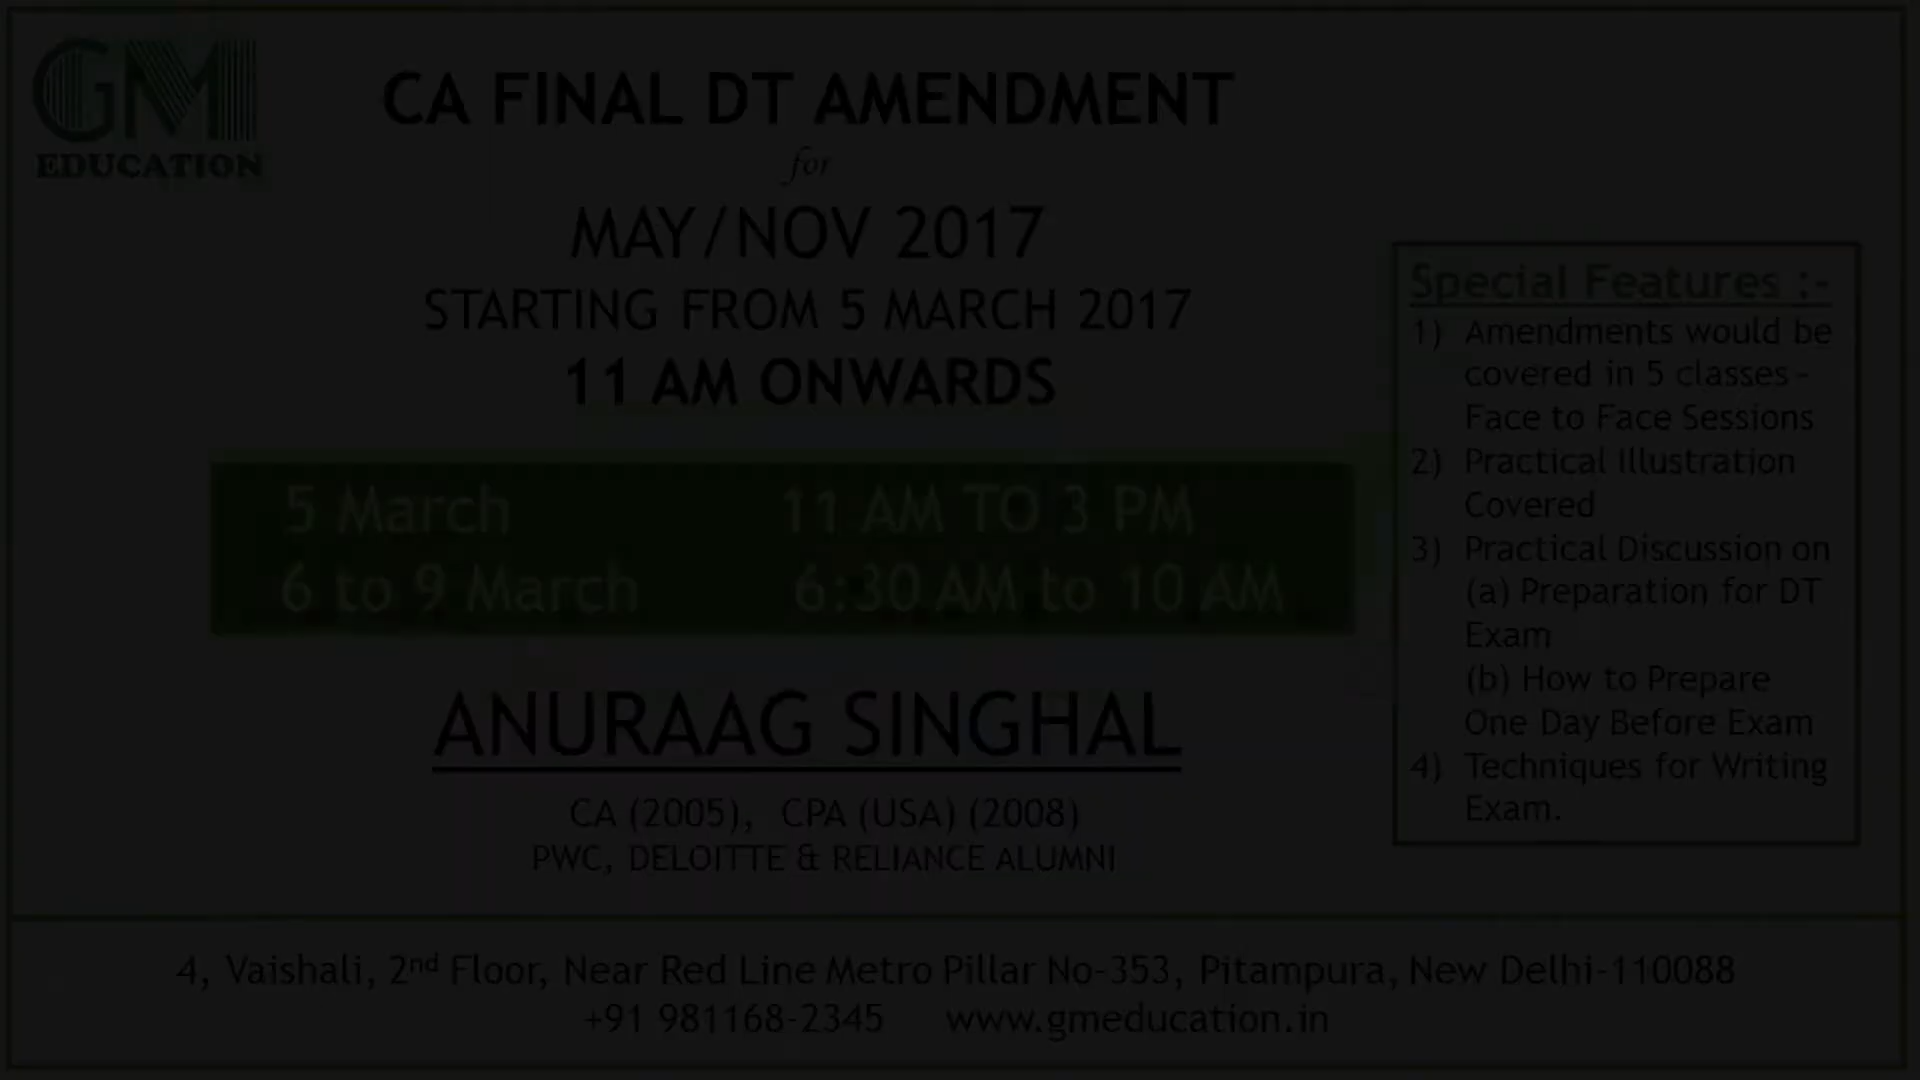 GM
EDUCATION
CA FINAL DT AMENDMENT
for
MAY/NOV 2017
STARTING FROM 5 MARCH 2017
11 AM ONWARDS
5 March 11 AM TO 3 PM
6 to 9 March 6:30 AM to 10 AM
ANURAAG SINGHAL
CA (2005), CPA (USA) (2008)
PWC, DELOITTE & RELIANCE ALUMNI
Special Features :-
1) Amendments would be
covered in 5 classes -
Face to Face Sessions
2) Practical Illustration
Covered
3) Practical Discussion on
(a) Preparation for DT
Exam
(b) How to Prepare
One Day Before Exam
4) Techniques for Writing
Exam.
4, Vaishali, 2nd Floor, Near Red Line Metro Pillar No-353, Pitampura, New Delhi-110088
+91 981168-2345 www.gmeducation.in